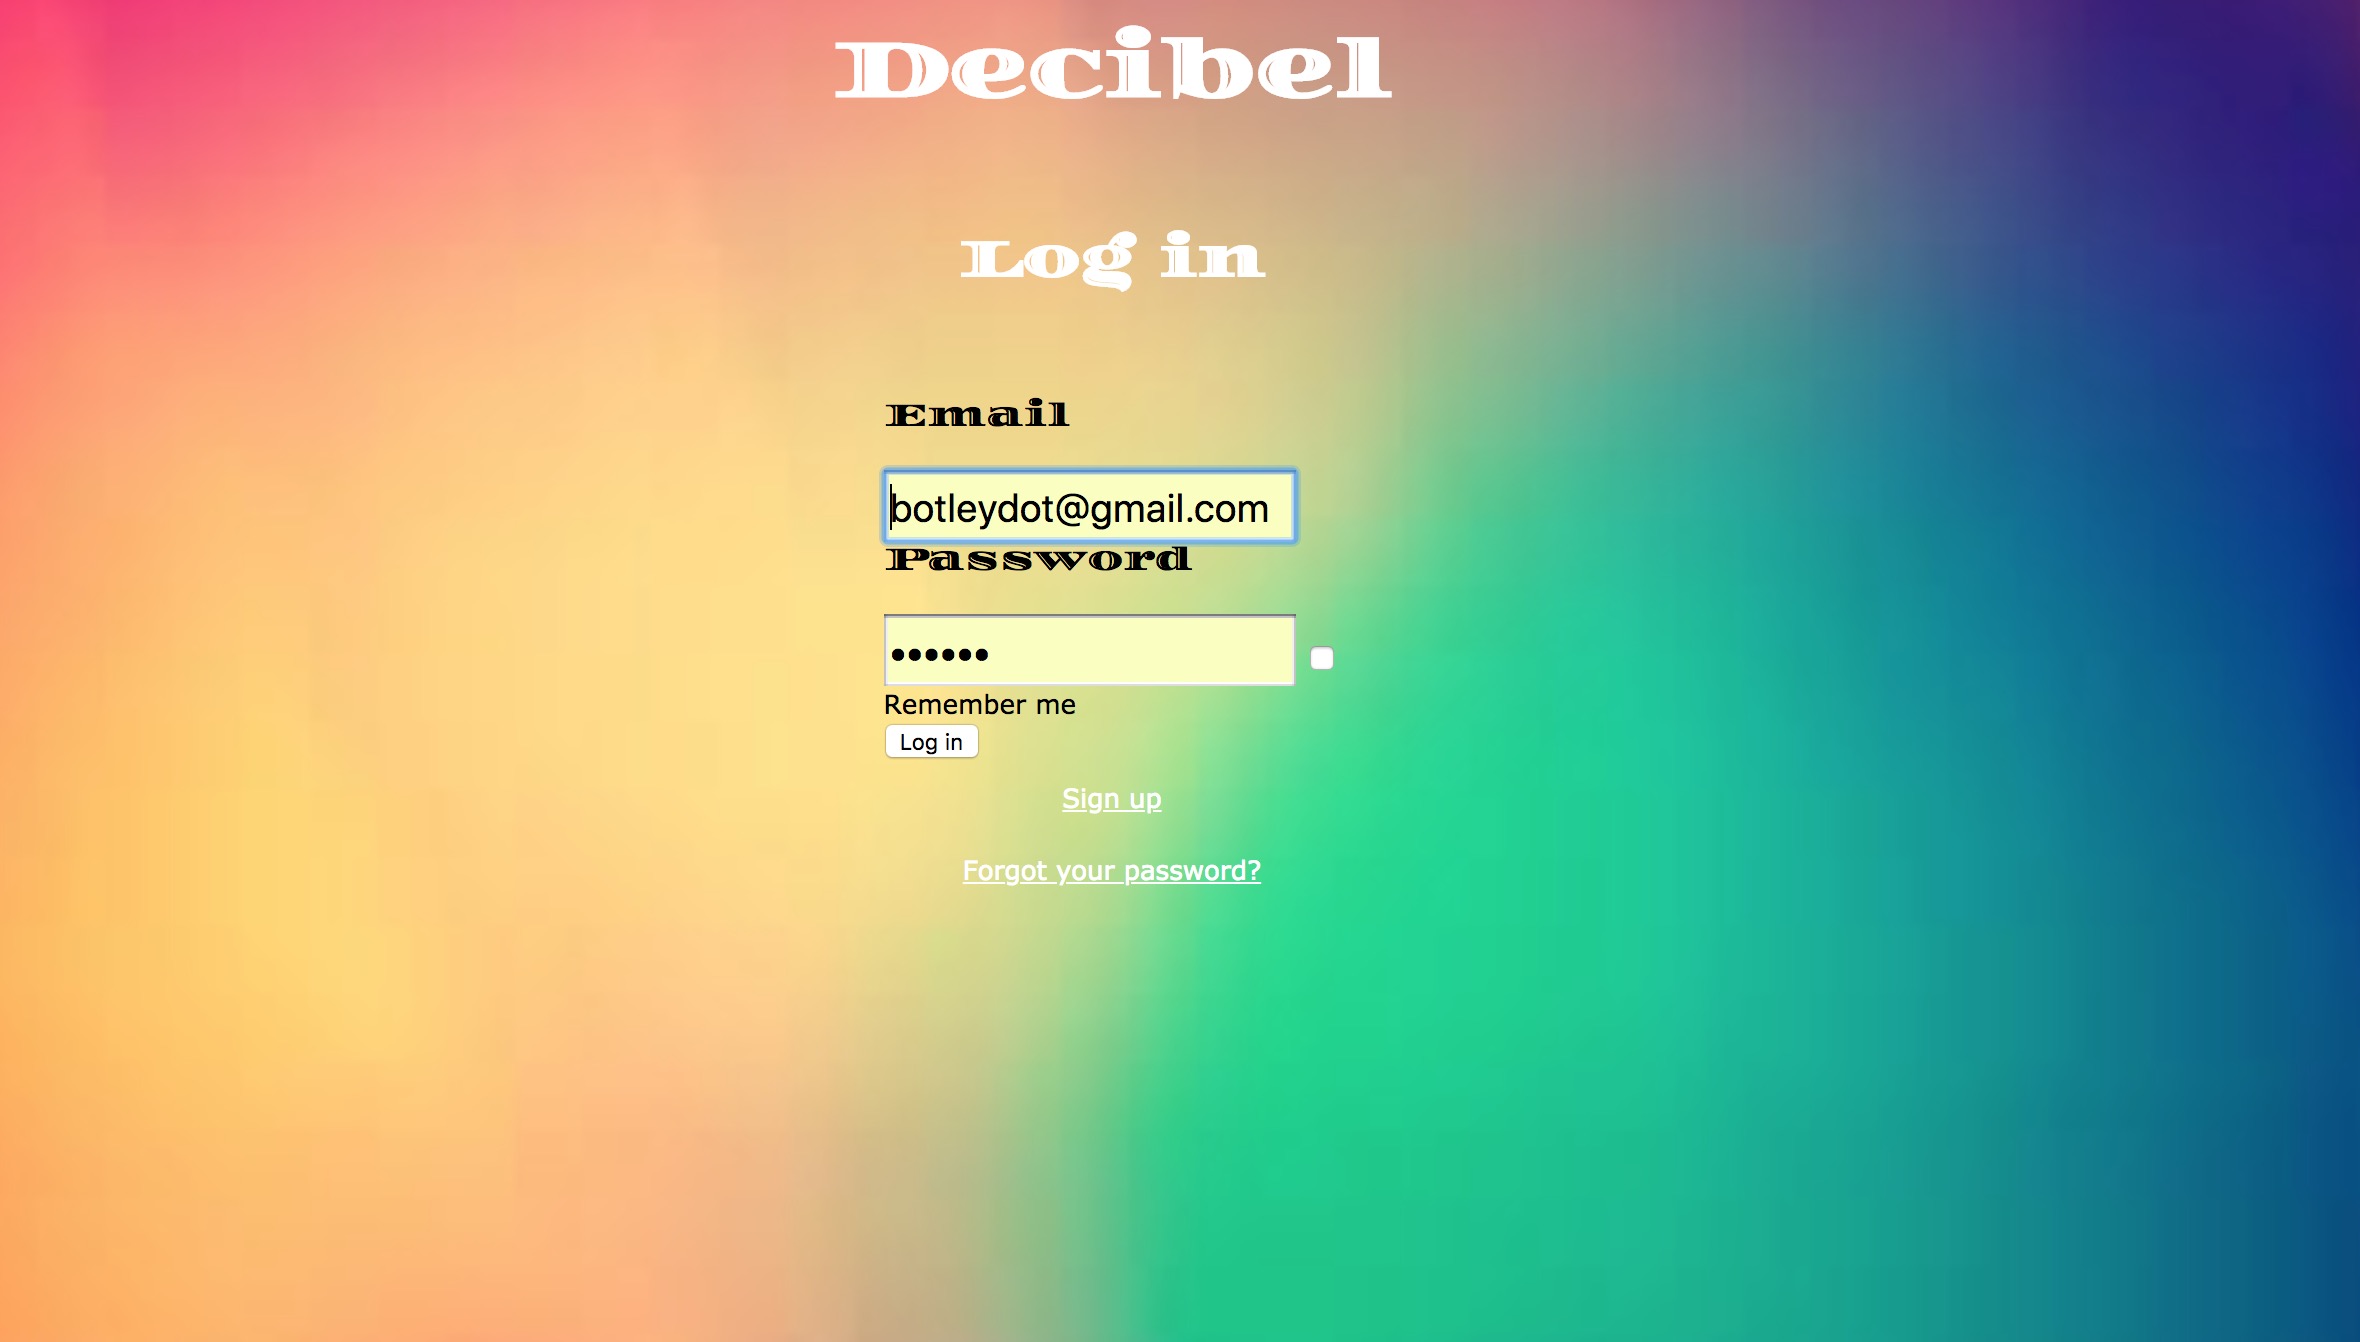 Decibel
Log in
Email
botleydot@gmail.com
Password
••••••
Remember me
Log in
Sign up
Forgot your password?